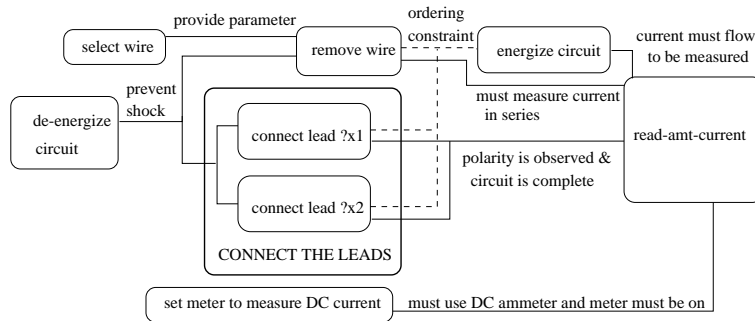 provide parameter
ordering
constraint
current must flow
to be measured
select wire
remove wire
energize circuit
prevent
shock
must measure current
in series
de-energize
circuit
connect lead ?x1
read-amt-current
polarity is observed &
circuit is complete
connect lead ?x2
CONNECT THE LEADS
set meter to measure DC current
must use DC ammeter and meter must be on